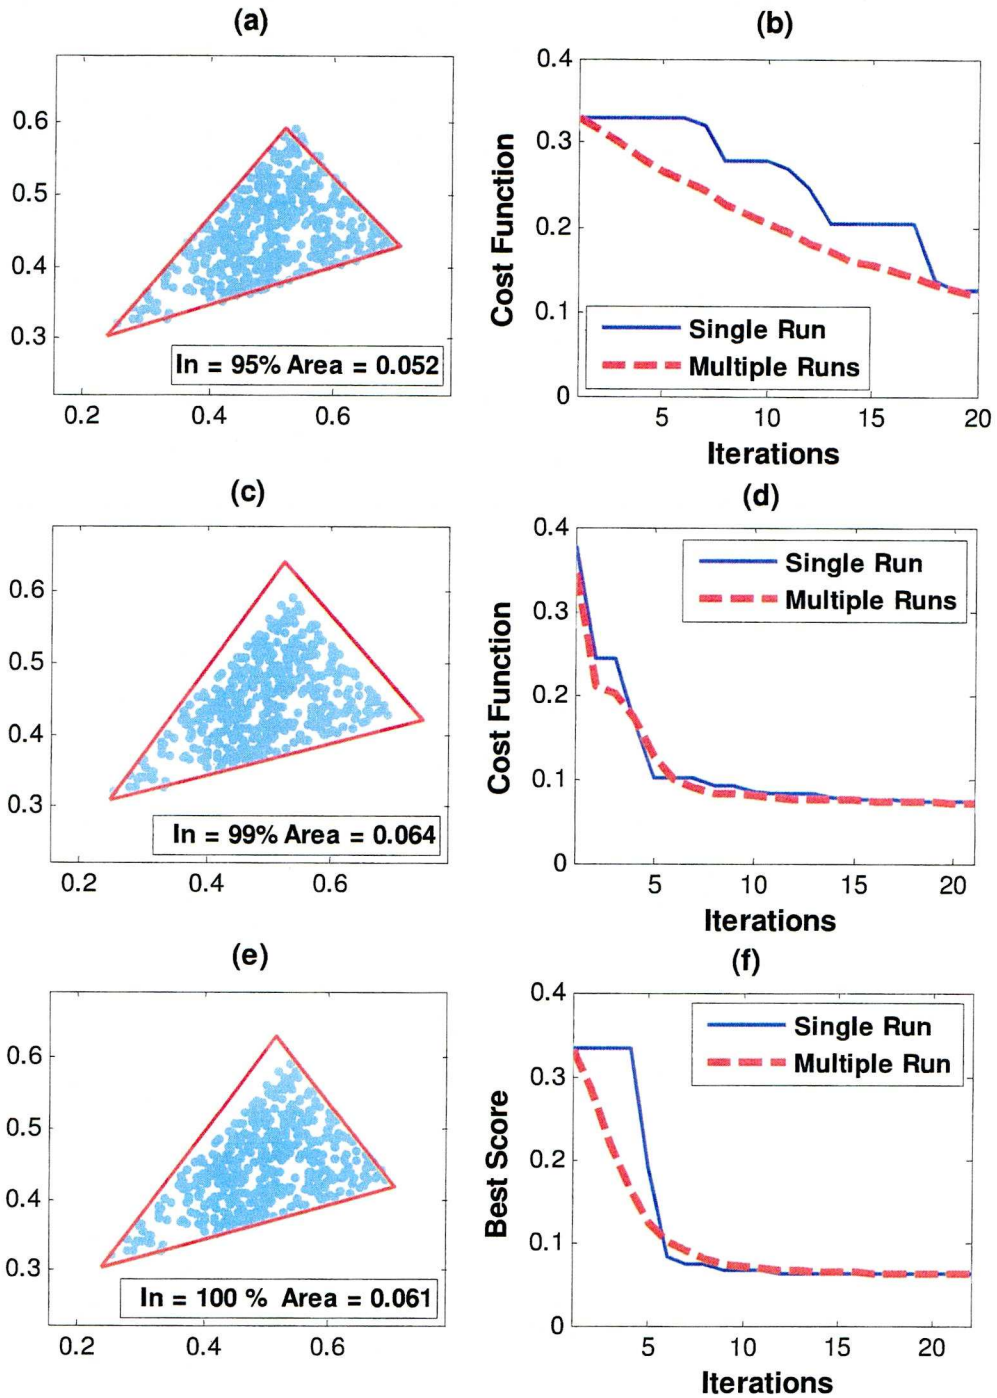 (a)
0.6
0.5
0.4
0.3
In = 95% Area = 0.052
0.2 0.4 0.6
(b)
0.4
0.3
0.2
0.1
0
Cost Function
Single Run
Multiple Runs
5 10 15 20
Iterations
(c)
0.6
0.5
0.4
0.3
In = 99% Area = 0.064
0.2 0.4 0.6
(d)
0.4
0.3
0.2
0.1
0
Cost Function
Single Run
Multiple Runs
5 10 15 20
Iterations
(e)
0.6
0.5
0.4
0.3
In = 100 % Area = 0.061
0.2 0.4 0.6
(f)
0.4
0.3
0.2
0.1
0
Best Score
Single Run
Multiple Run
5 10 15 20
Iterations